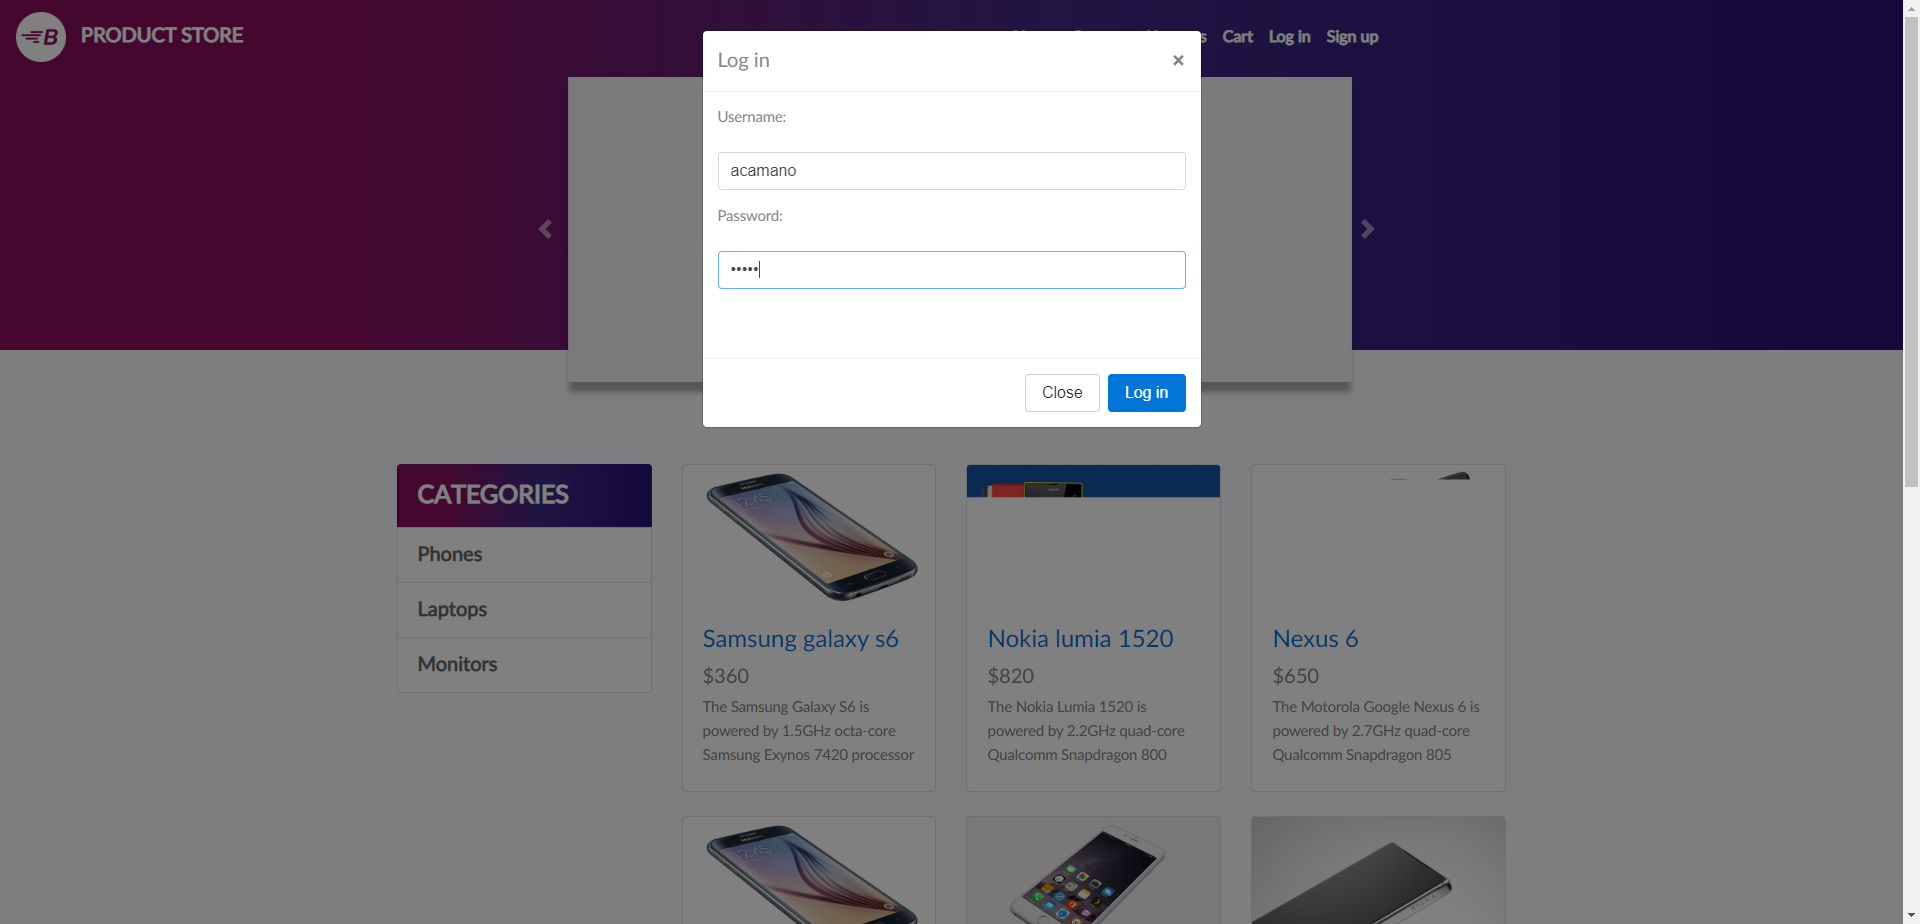 B PRODUCT STORE
Cart Log in Sign up
Log in ×
Username:
acamano
Password:
•••••
Close Log in
CATEGORIES
Phones
Laptops
Monitors
Samsung galaxy s6
$360
The Samsung Galaxy S6 is
powered by 1.5GHz octa-core
Samsung Exynos 7420 processor
Nokia lumia 1520
$820
The Nokia Lumia 1520 is
powered by 2.2GHz quad-core
Qualcomm Snapdragon 800
Nexus 6
$650
The Motorola Google Nexus 6 is
powered by 2.7GHz quad-core
Qualcomm Snapdragon 805